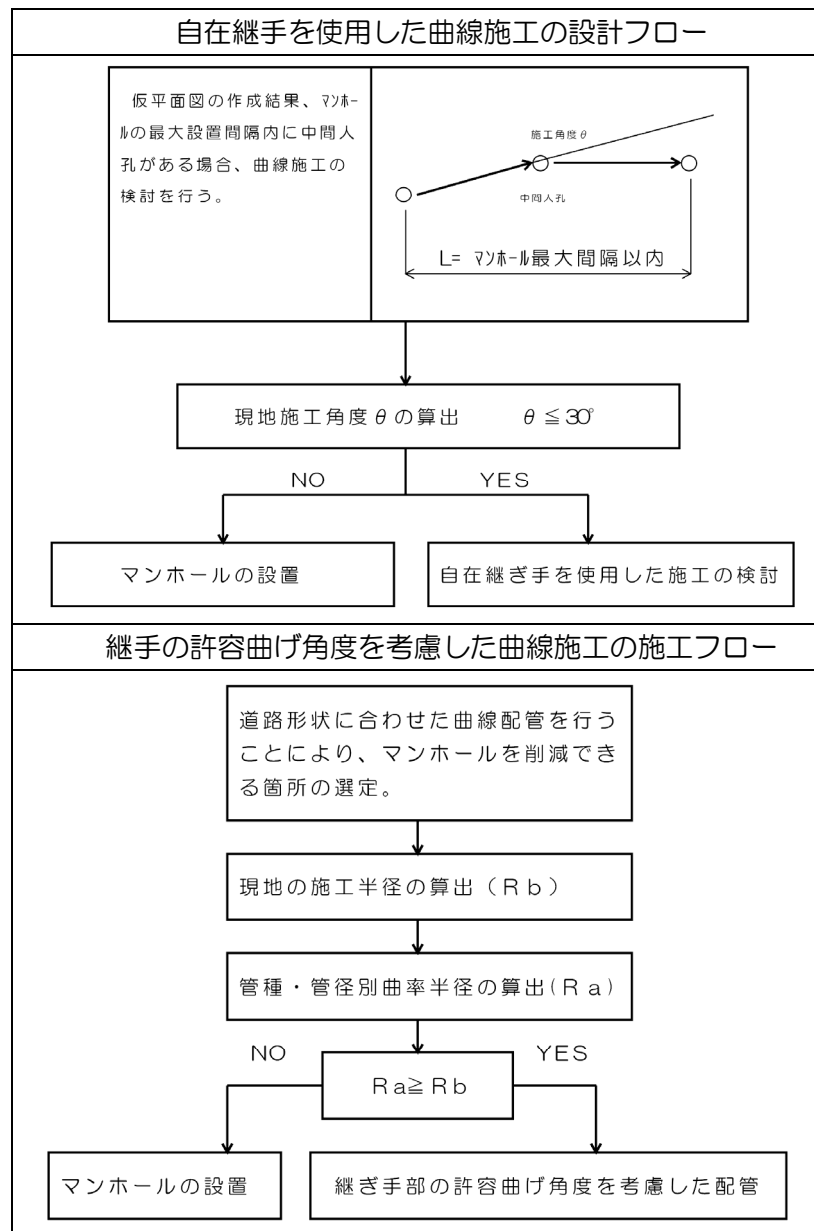 自在継手を使用した曲線施工の設計フロー
仮平面図の作成結果、ﾏﾝﾎｰ
ﾙの最大設置間隔内に中間人
孔がある場合、曲線施工の
検討を行う。
施工角度θ
中間人孔
L= ﾏﾝﾎｰﾙ最大間隔以内
現地施工角度θの算出 θ≦30°
NO YES
マンホールの設置
自在継ぎ手を使用した施工の検討
継手の許容曲げ角度を考慮した曲線施工の施工フロー
道路形状に合わせた曲線配管を行う
ことにより、マンホールを削減でき
る箇所の選定。
現地の施工半径の算出（Ｒｂ）
管種・管径別曲率半径の算出(Ｒａ)
NO YES
Ｒa≧Ｒb
マンホールの設置
継ぎ手部の許容曲げ角度を考慮した配管